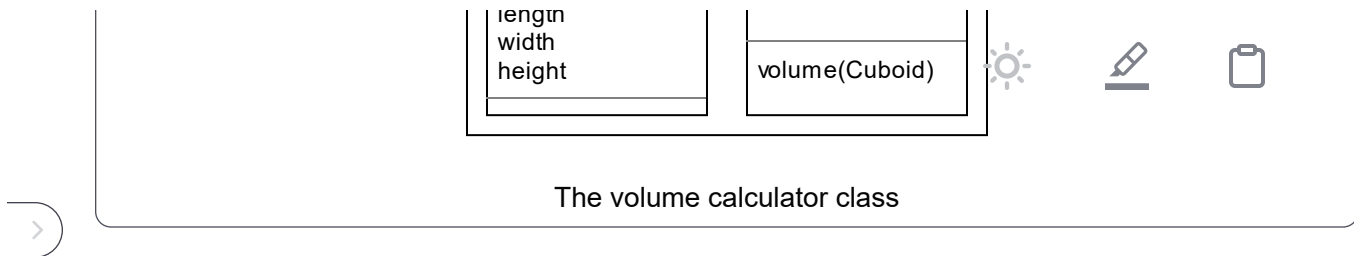 length
width
height
volume(Cuboid)
The volume calculator class